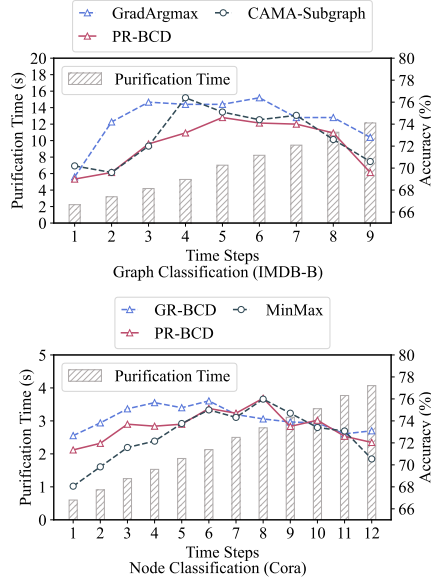 GradArgmax
CAMA-Subgraph
PR-BCD
Purification Time
Purification Time (s)
20
18
16
14
12
10
8
6
4
2
0
80
78
76
74
72
70
68
66
Accuracy (%)
1 2 3 4 5 6 7 8 9
Time Steps
Graph Classification (IMDB-B)
GR-BCD
MinMax
PR-BCD
Purification Time
Purification Time (s)
5
4
3
2
1
0
80
78
76
74
72
70
68
66
Accuracy (%)
1 2 3 4 5 6 7 8 9 10 11 12
Time Steps
Node Classification (Cora)